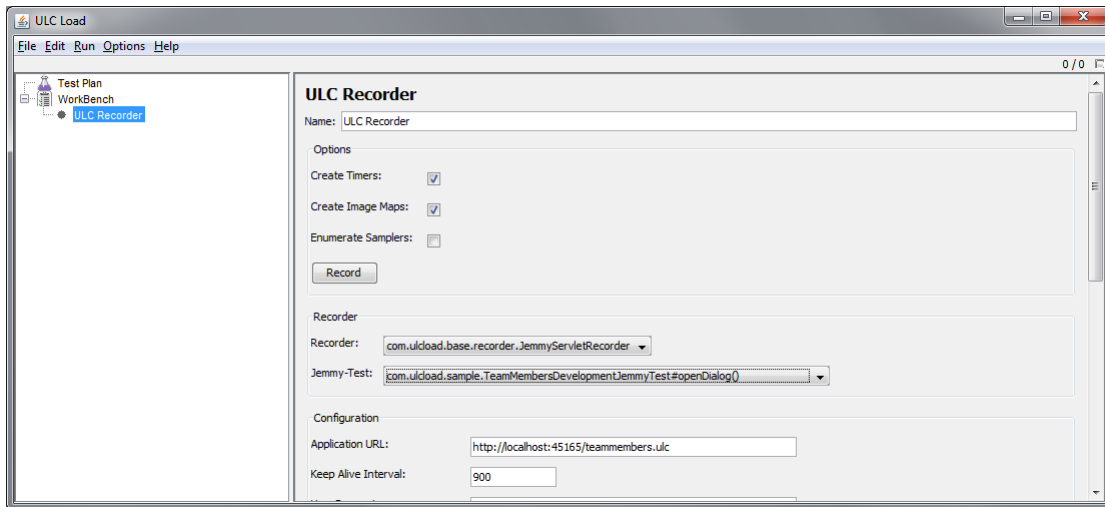 ULC Load
File Edit Run Options Help
0 / 0
Test Plan
WorkBench
ULC Recorder
ULC Recorder
Name: ULC Recorder
Options
Create Timers:
Create Image Maps:
Enumerate Samplers:
Record
Recorder
Recorder: com.ulcload.base.recorder.JemmyServletRecorder
Jemmy-Test: com.ulcload.sample.TeamMembersDevelopmentJemmyTest#openDialog()
Configuration
Application URL: http://localhost:45165/teammembers.ulc
Keep Alive Interval: 900